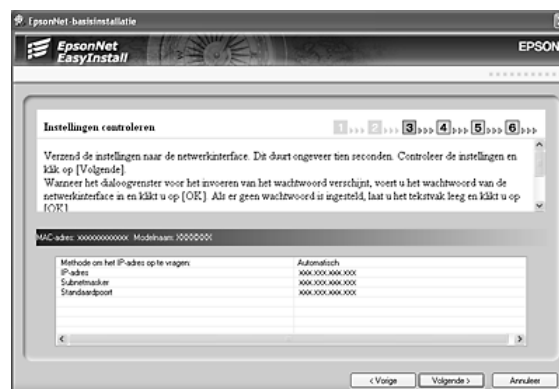 EpsonNet-basisinstallatie
EpsonNet
EasyInstall
EPSON
Instellingen controleren
1 2 3 4 5 6
Verzend de instellingen naar de netwerkinterface. Dit duurt ongeveer tien seconden. Controleer de instellingen en
klik op [Volgende].
Wanneer het dialoogvenster voor het invoeren van het wachtwoord verschijnt, voert u het wachtwoord van de
netwerkinterface in en klikt u op [OK]. Als er geen wachtwoord is ingesteld, laat u het tekstvak leeg en klikt u op
[OK].
MAC-adres: xxxxxxxxxxxx Modelnaam: XXXXXXX
Methode om het IP-adres op te vragen: Automatisch
IP-adres xxx.xxx.xxx.xxx
Subnetmasker xxx.xxx.xxx.xxx
Standaardpoort xxx.xxx.xxx.xxx
< Vorige Volgende > Annuleer